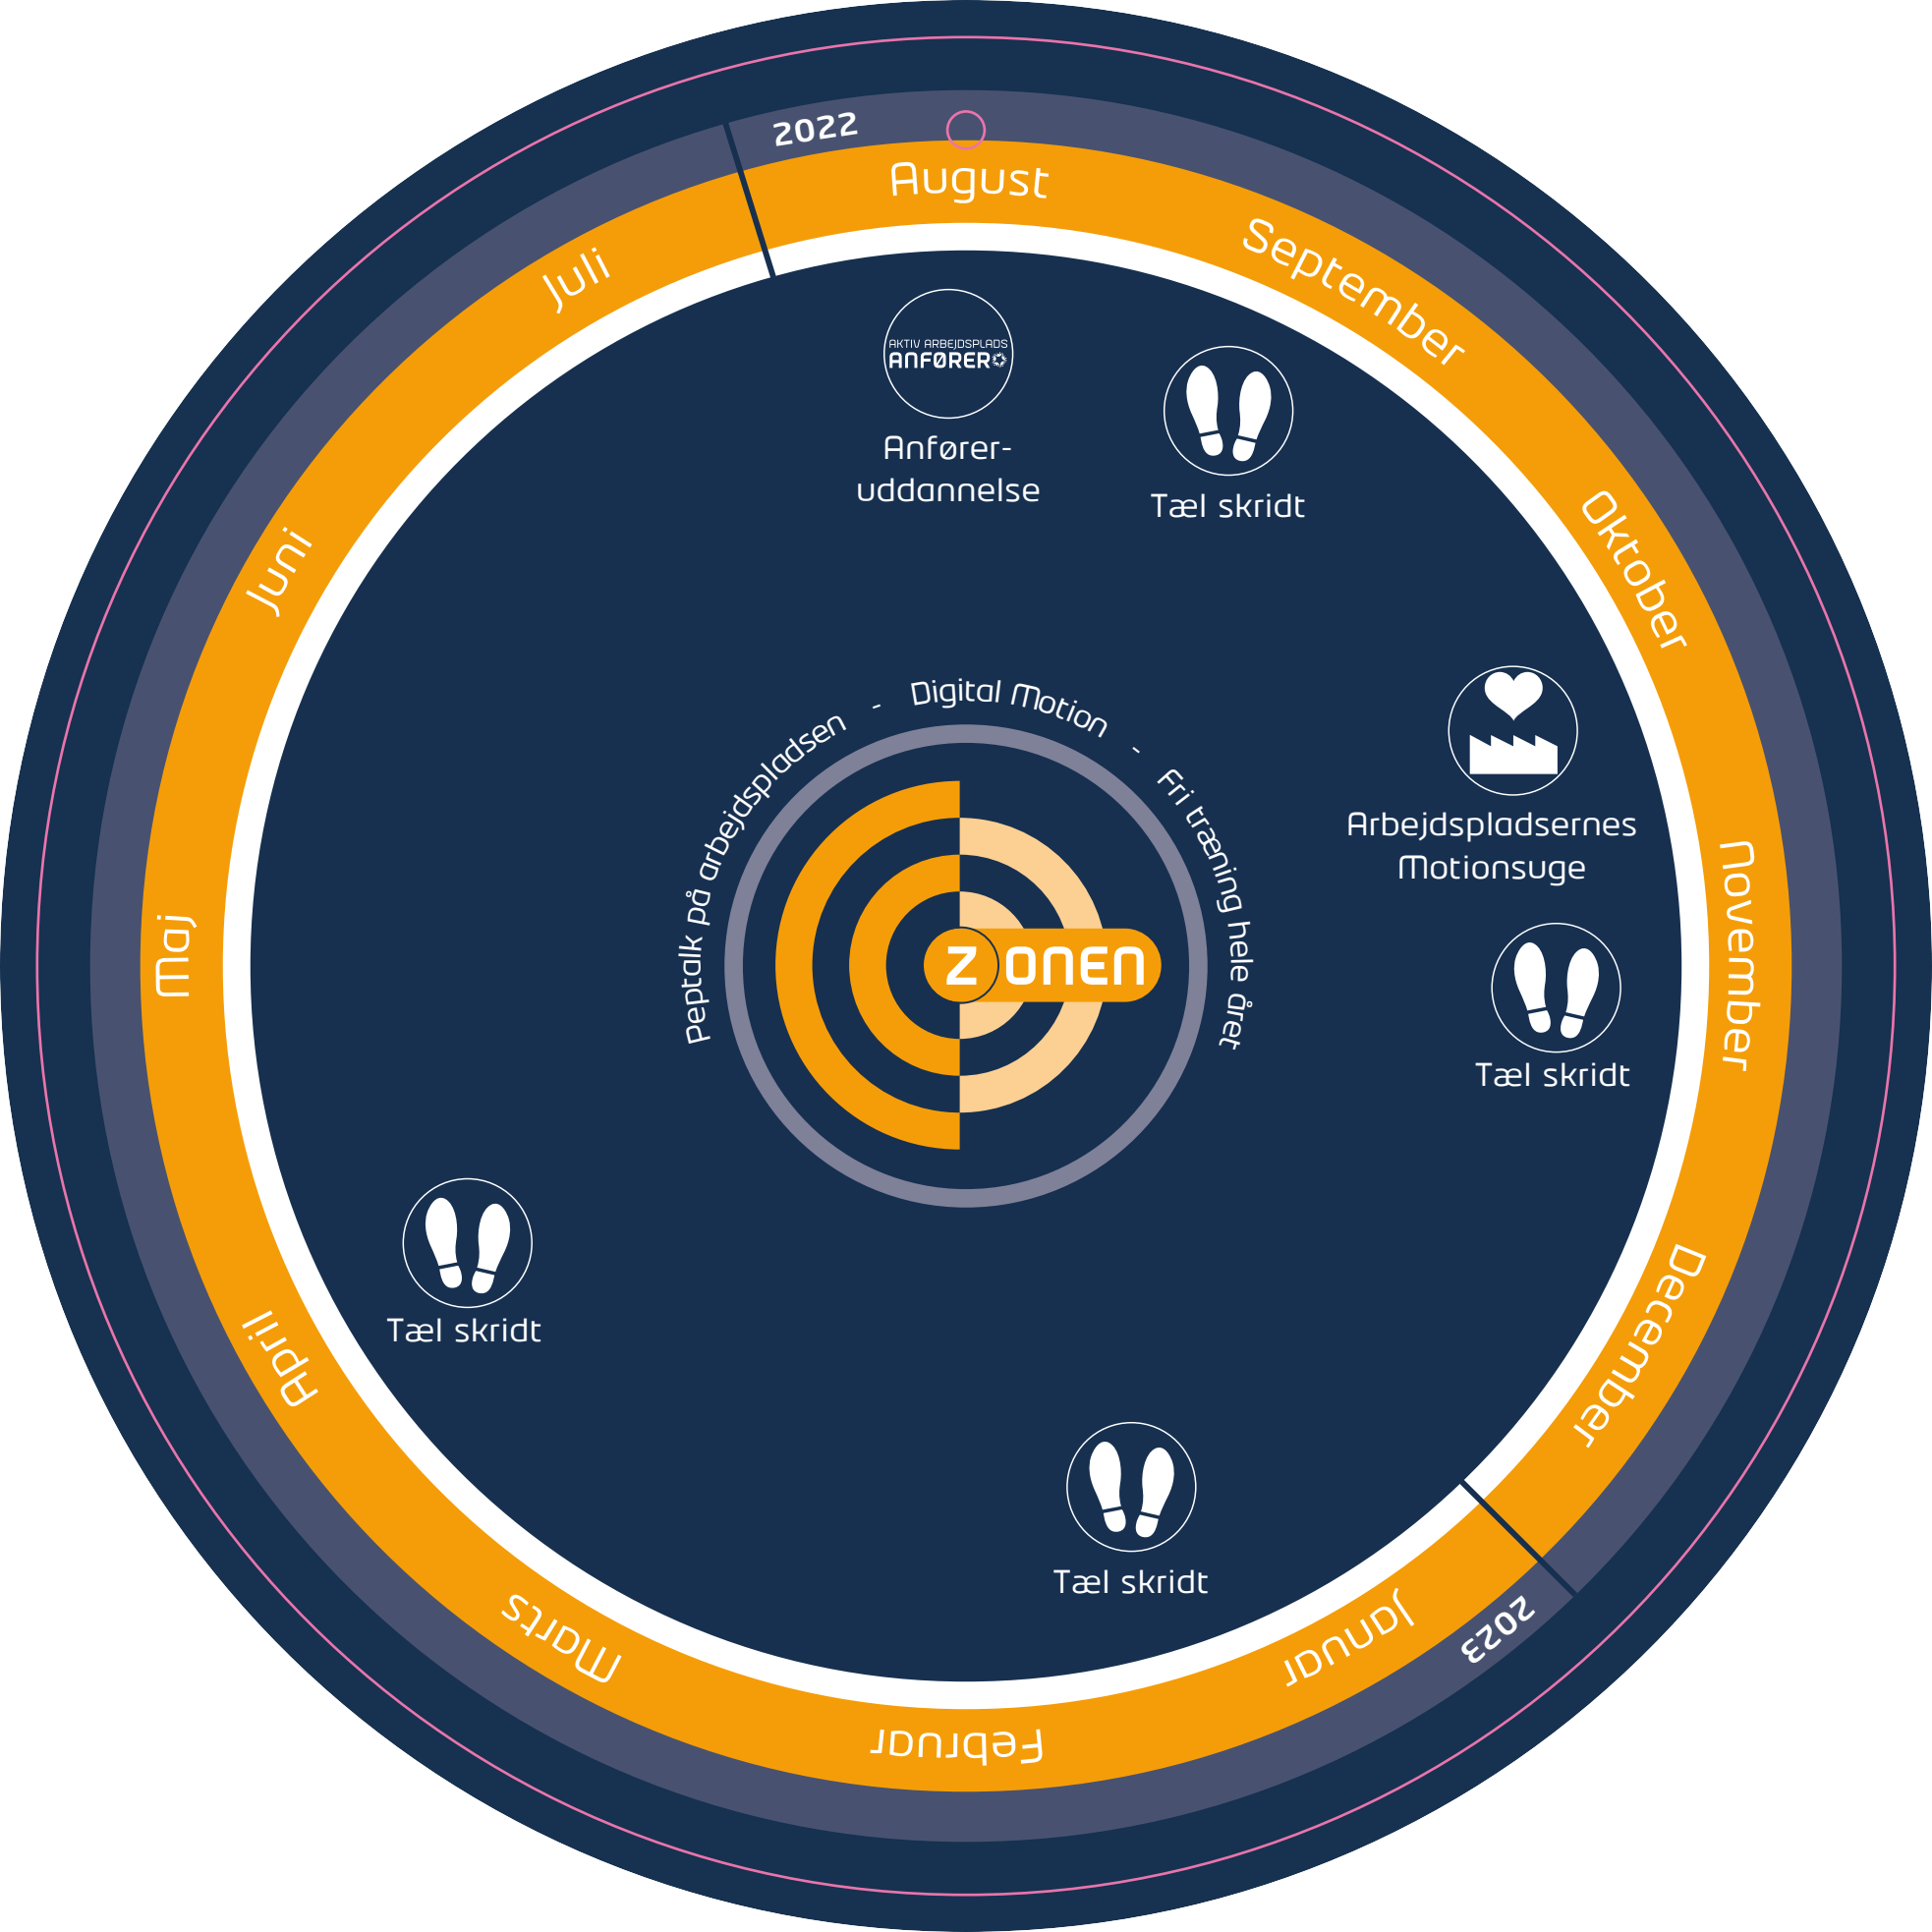 2022
August
September
Oktober
November
December
2023
Januar
Februar
Marts
April
Maj
Juni
Juli
AKTIV ARBEJDSPLADS
ANFØRER
Anfører-
uddannelse
Tæl skridt
Arbejdspladsernes
Motionsuge
Tæl skridt
Tæl skridt
Tæl skridt
Peptalk på arbejdspladsen - Digital Motion - Fri træning hele året
ZONEN